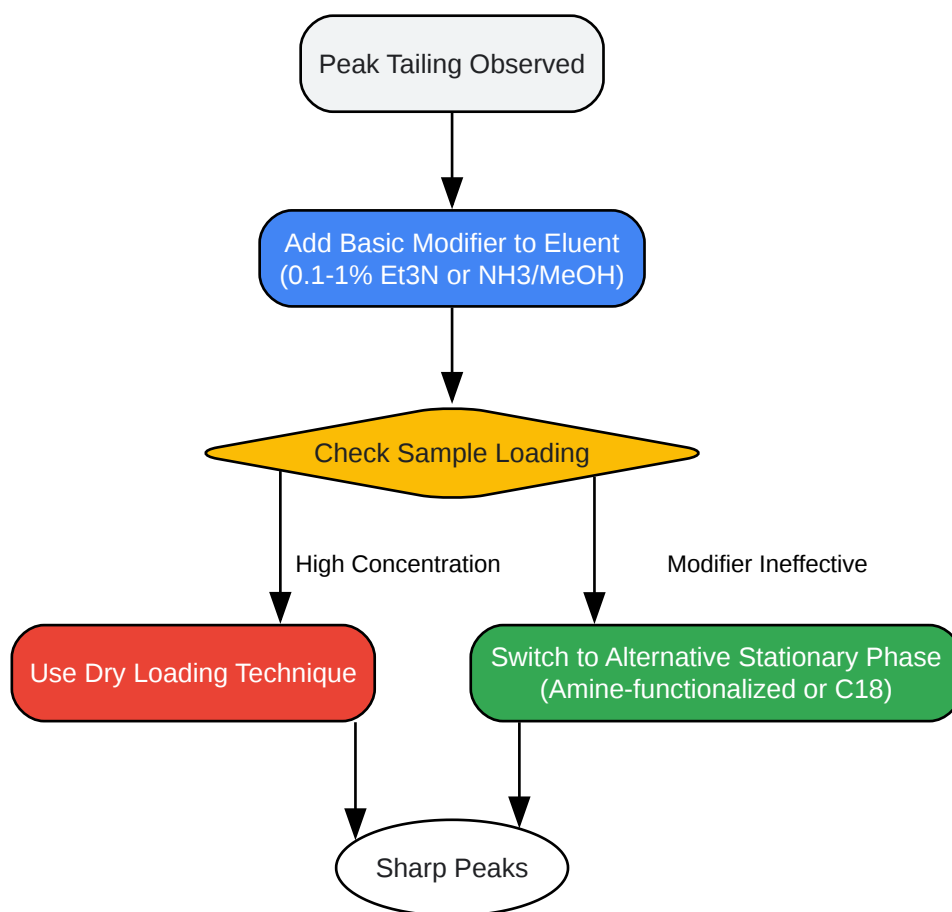 Peak Tailing Observed
Add Basic Modifier to Eluent
(0.1-1% Et3N or NH3/MeOH)
Check Sample Loading
High Concentration
Modifier Ineffective
Use Dry Loading Technique
Switch to Alternative Stationary Phase
(Amine-functionalized or C18)
Sharp Peaks